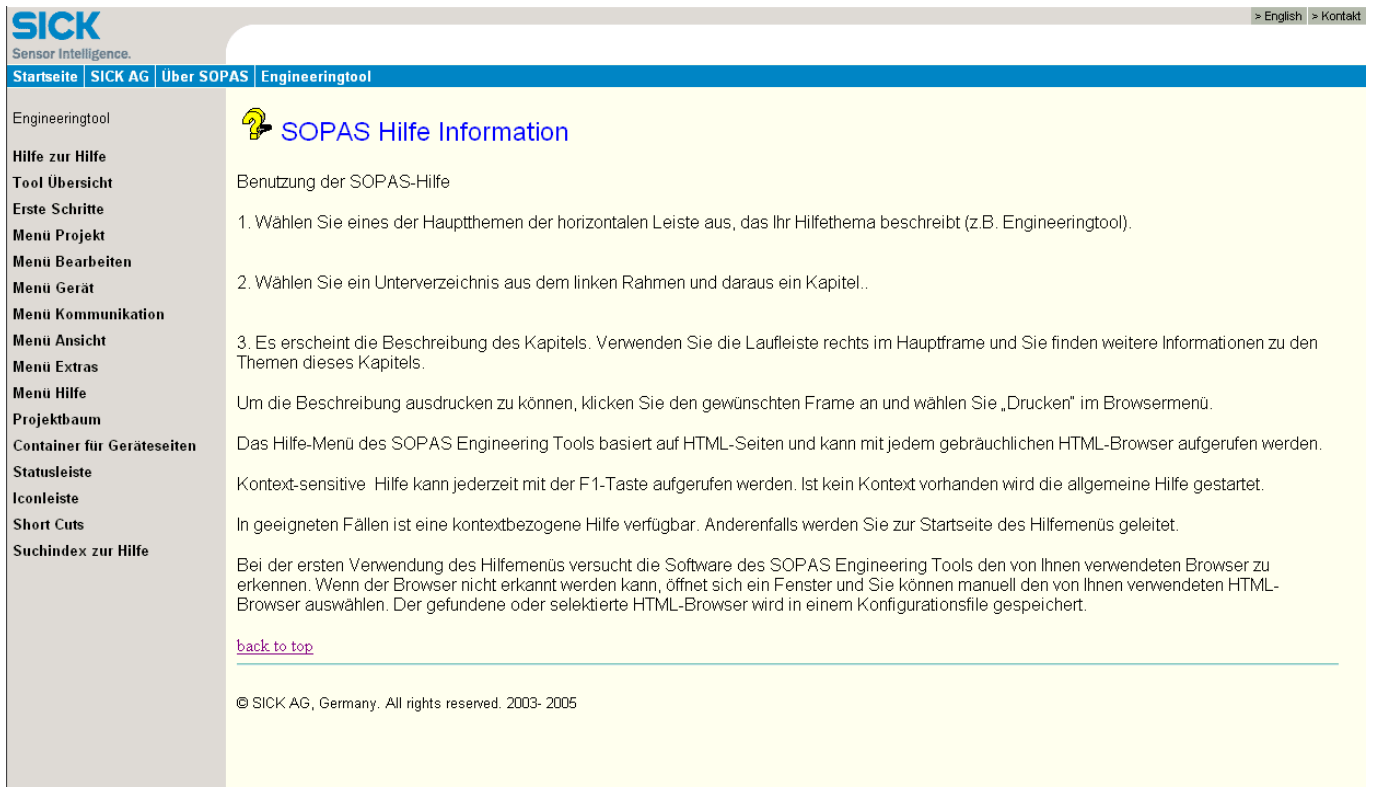 SICK
Sensor Intelligence.
> English > Kontakt
Startseite SICK AG Über SOPAS Engineeringtool
Engineeringtool
Hilfe zur Hilfe
Tool Übersicht
Erste Schritte
Menü Projekt
Menü Bearbeiten
Menü Gerät
Menü Kommunikation
Menü Ansicht
Menü Extras
Menü Hilfe
Projektbaum
Container für Geräteseiten
Statusleiste
Iconleiste
Short Cuts
Suchindex zur Hilfe
SOPAS Hilfe Information
Benutzung der SOPAS-Hilfe
1. Wählen Sie eines der Hauptthemen der horizontalen Leiste aus, das Ihr Hilfethema beschreibt (z.B. Engineeringtool).
2. Wählen Sie ein Unterverzeichnis aus dem linken Rahmen und daraus ein Kapitel..
3. Es erscheint die Beschreibung des Kapitels. Verwenden Sie die Laufleiste rechts im Hauptframe und Sie finden weitere Informationen zu den
Themen dieses Kapitels.
Um die Beschreibung ausdrucken zu können, klicken Sie den gewünschten Frame an und wählen Sie „Drucken" im Browsermenü.
Das Hilfe-Menü des SOPAS Engineering Tools basiert auf HTML-Seiten und kann mit jedem gebräuchlichen HTML-Browser aufgerufen werden.
Kontext-sensitive Hilfe kann jederzeit mit der F1-Taste aufgerufen werden. Ist kein Kontext vorhanden wird die allgemeine Hilfe gestartet.
In geeigneten Fällen ist eine kontextbezogene Hilfe verfügbar. Anderenfalls werden Sie zur Startseite des Hilfemenüs geleitet.
Bei der ersten Verwendung des Hilfemenüs versucht die Software des SOPAS Engineering Tools den von Ihnen verwendeten Browser zu
erkennen. Wenn der Browser nicht erkannt werden kann, öffnet sich ein Fenster und Sie können manuell den von Ihnen verwendeten HTML-
Browser auswählen. Der gefundene oder selektierte HTML-Browser wird in einem Konfigurationsfile gespeichert.
back to top
© SICK AG, Germany. All rights reserved. 2003- 2005